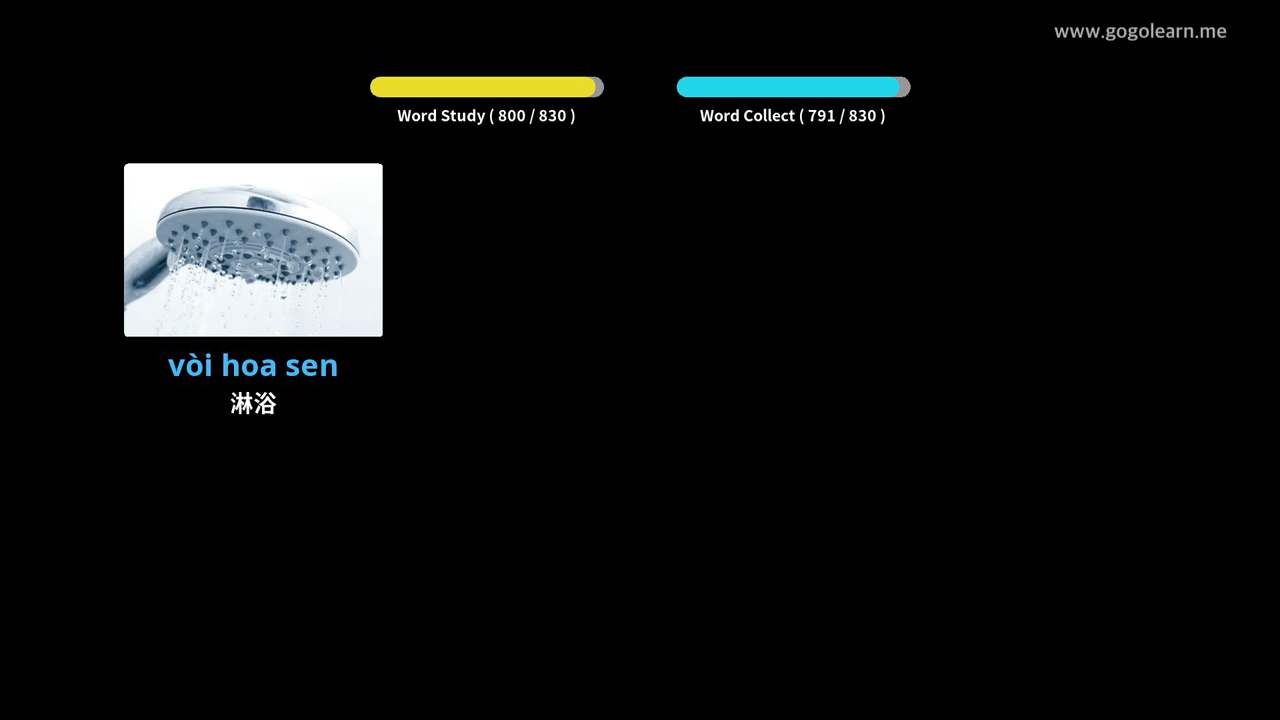 www.gogolearn.me
Word Study ( 800 / 830 )
Word Collect ( 791 / 830 )
vòi hoa sen
淋浴